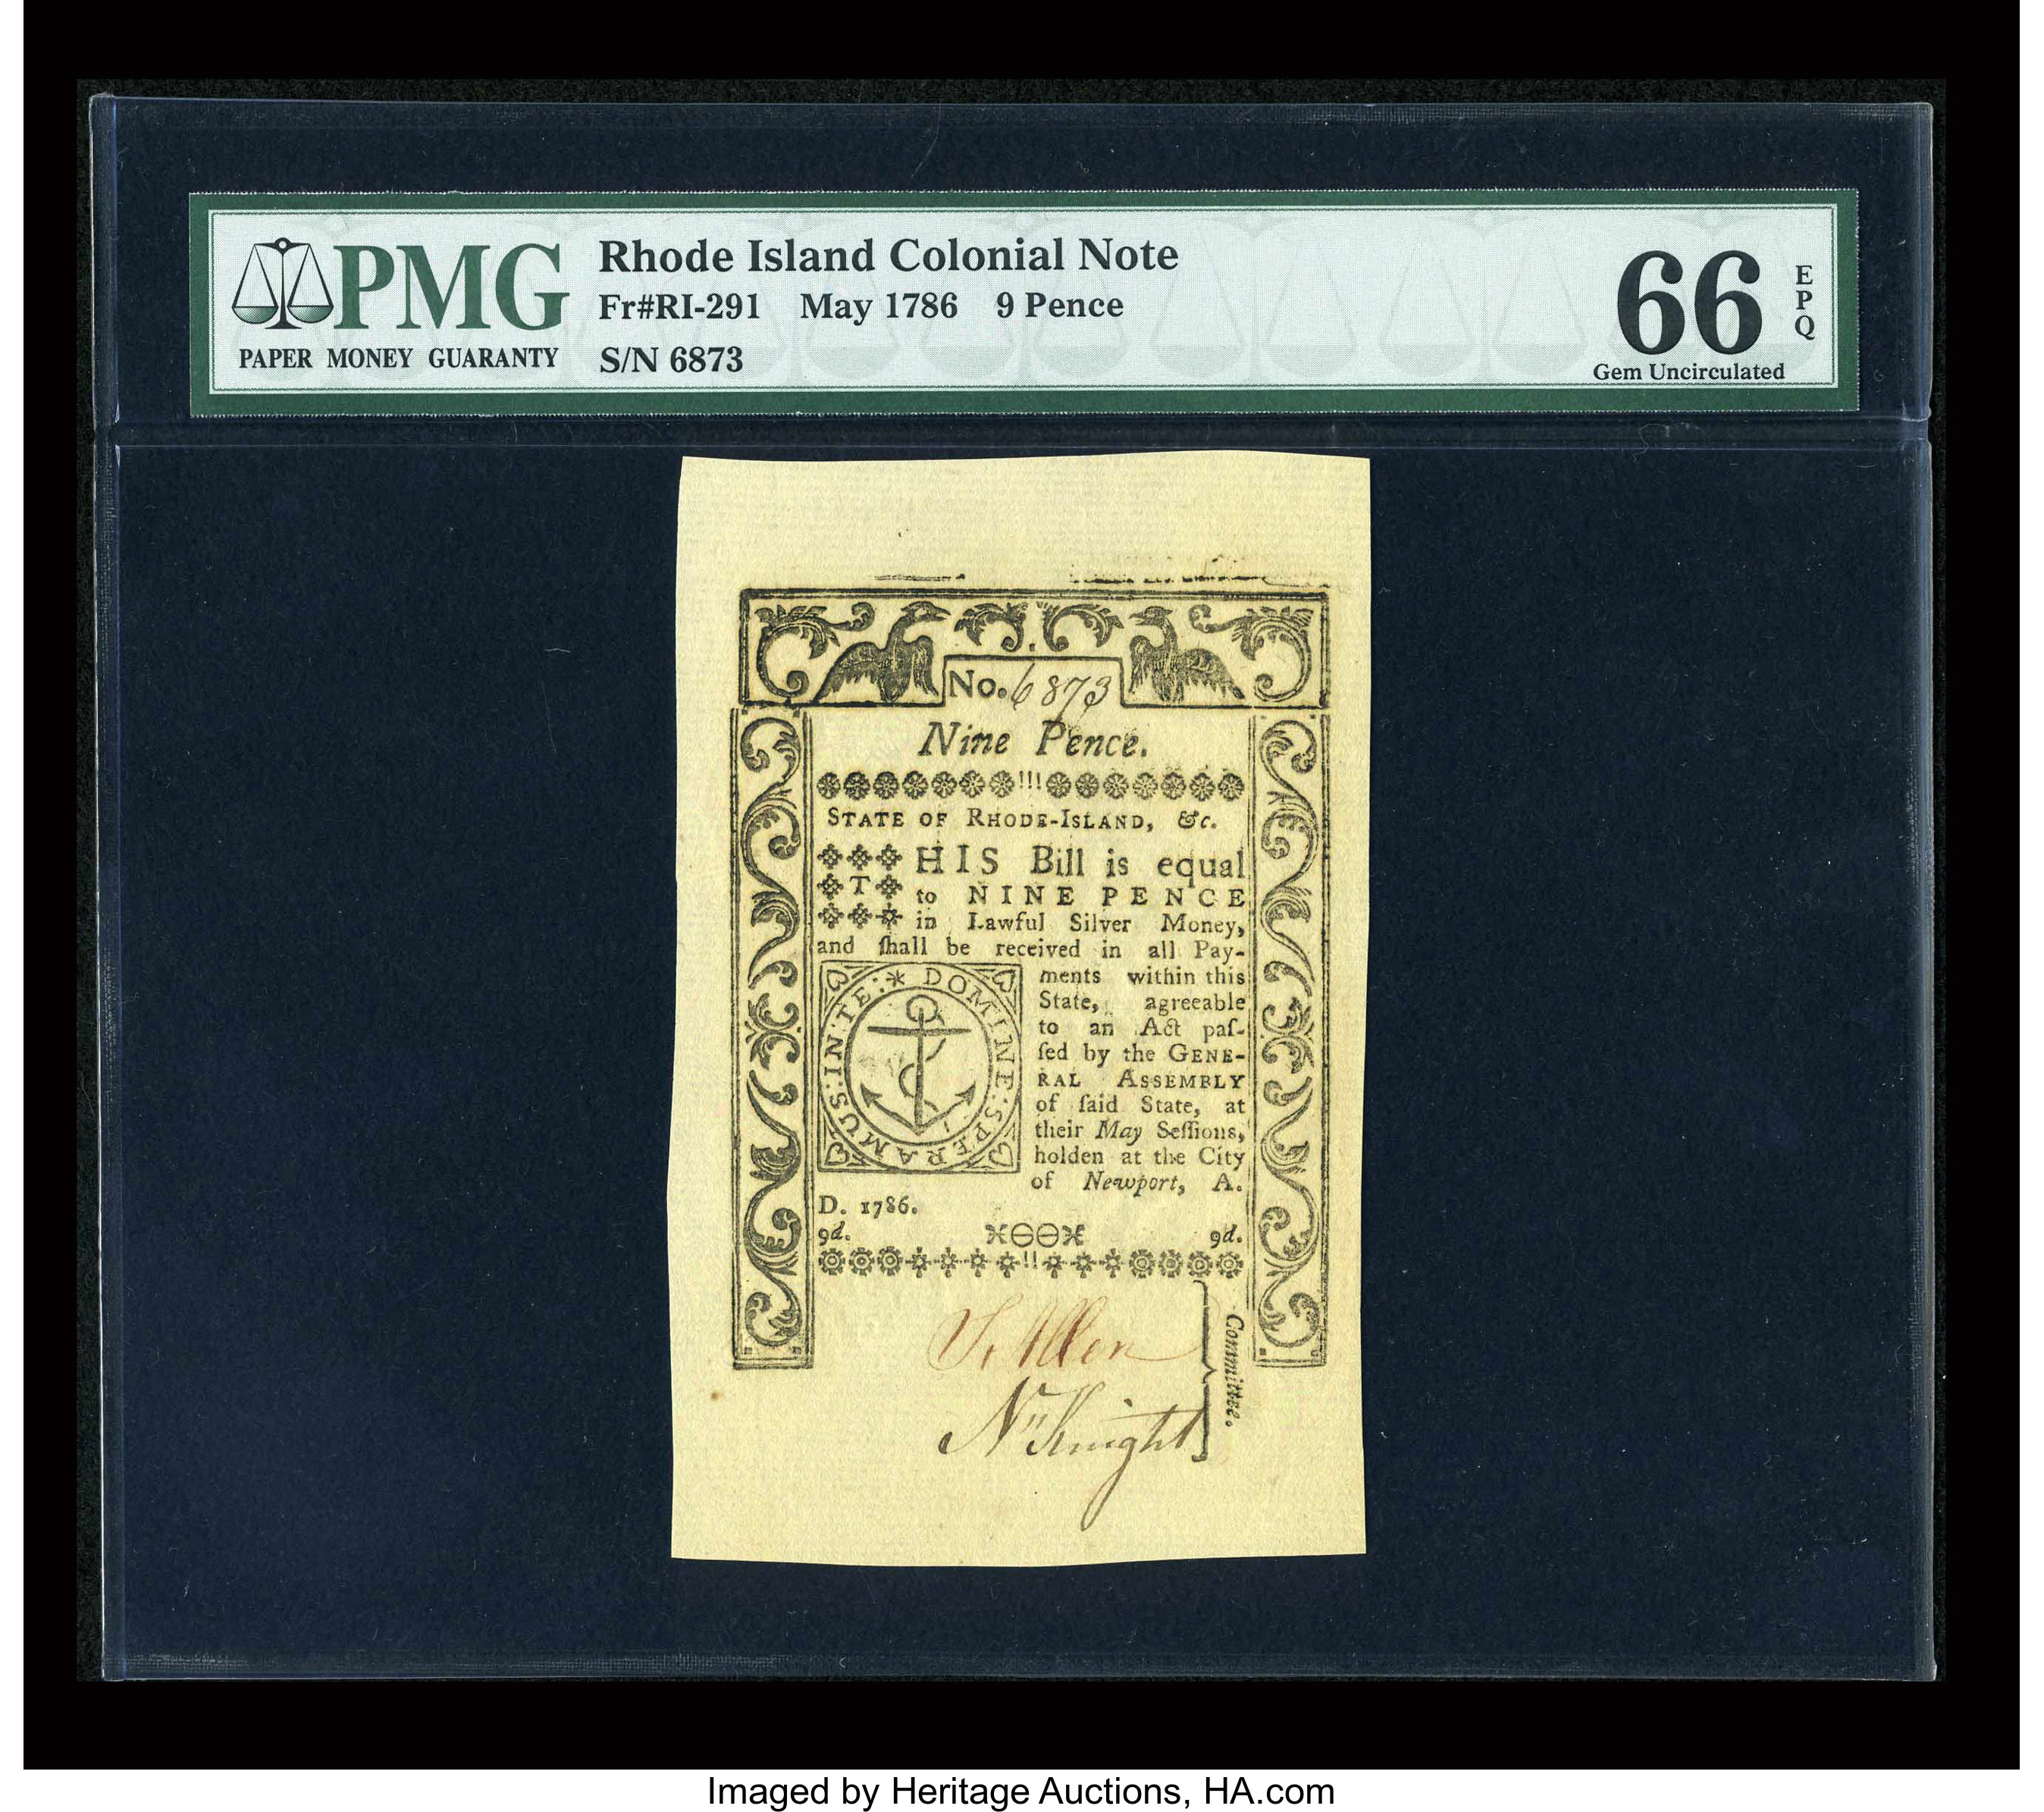 PMG
PAPER MONEY GUARANTY
Rhode Island Colonial Note
Fr#RI-291 May 1786 9 Pence
S/N 6873
66
EPQ
Gem Uncirculated
No. 6873
Nine Pence.
!!!
STATE OF RHODE-ISLAND, &c.
THIS Bill is equal
to NINE PENCE
in Lawful Silver Money,
and ſhall be received in all Pay-
ments within this
State, agreeable
to an Act paſ-
ſed by the GENE-
RAL ASSEMBLY
of ſaid State, at
their May Seſſions,
holden at the City
of Newport, A.
D. 1786.
IN TE: * DOMINE: SPERAMUS:
9d. 9d.
!!
S. Allen
Nn Knight
Committee.
Imaged by Heritage Auctions, HA.com